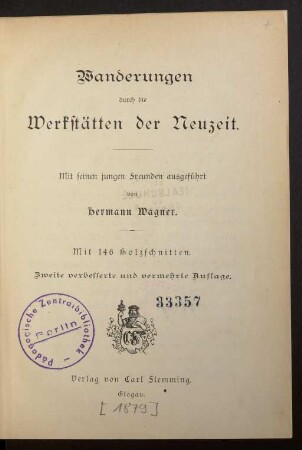 Wanderungen
durch die
Werkstätten der Neuzeit.
Mit seinen jungen Freunden ausgeführt
von
Hermann Wagner.
Mit 146 Holzschnitten.
Zweite verbesserte und vermehrte Auflage.
33357
Pädagogische Zentralbibliothek
- Berlin -
Verlag von Carl Flemming.
Glogau.
[1879]